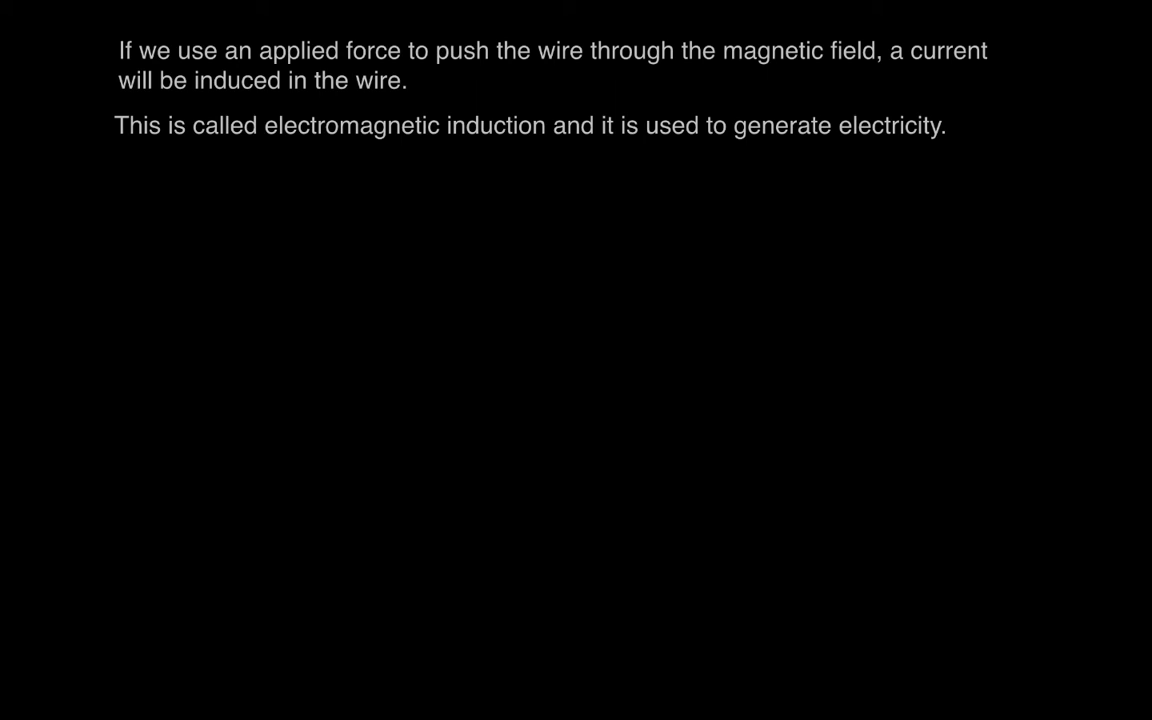 If we use an applied force to push the wire through the magnetic field, a current
will be induced in the wire.
This is called electromagnetic induction and it is used to generate electricity.